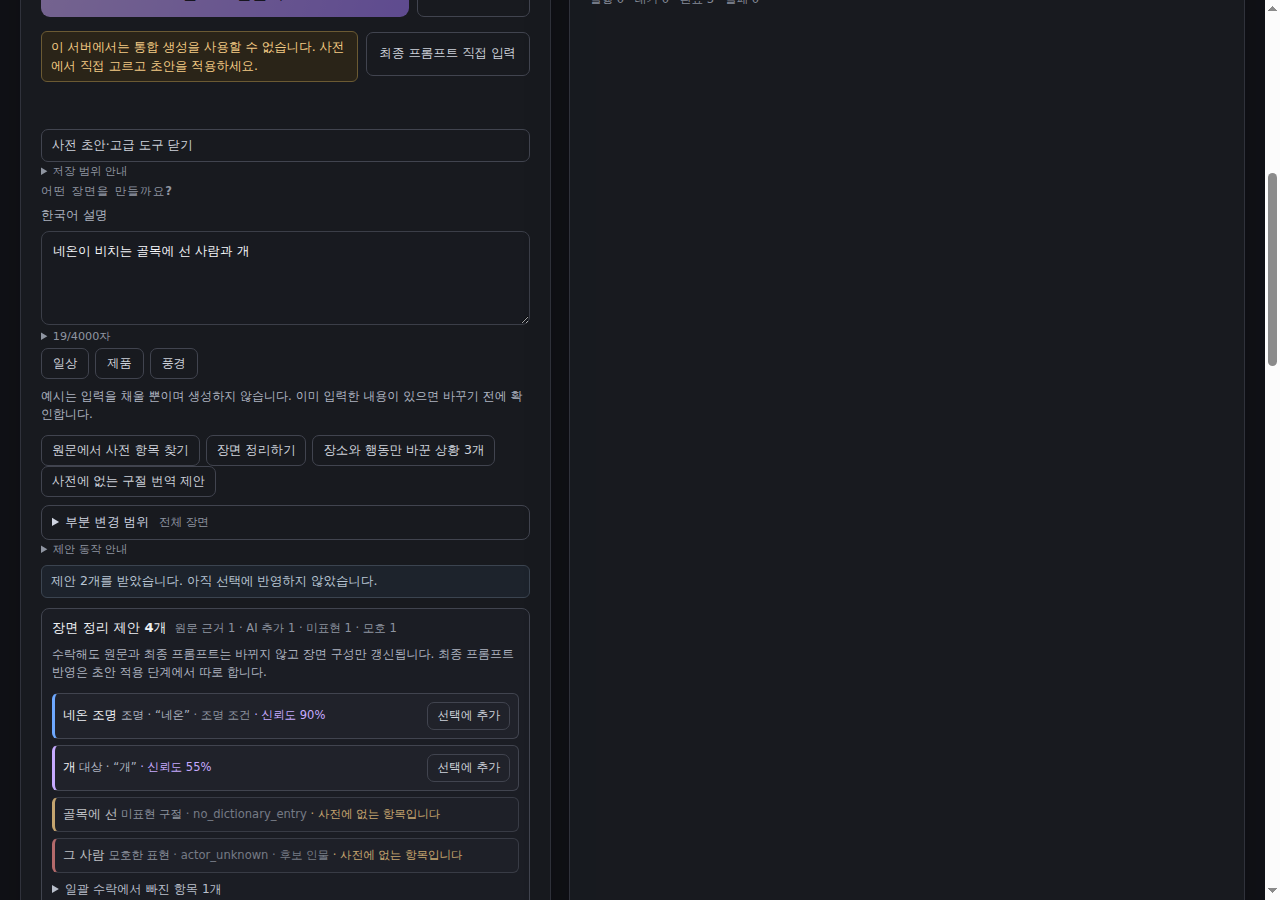 이 서버에서는 통합 생성을 사용할 수 없습니다. 사전
에서 직접 고르고 초안을 적용하세요.
최종 프롬프트 직접 입력
사전 초안·고급 도구 닫기
▶ 저장 범위 안내
어떤 장면을 만들까요?
한국어 설명
네온이 비치는 골목에 선 사람과 개
▶ 19/4000자
일상 제품 풍경
예시는 입력을 채울 뿐이며 생성하지 않습니다. 이미 입력한 내용이 있으면 바꾸기 전에 확
인합니다.
원문에서 사전 항목 찾기 장면 정리하기 장소와 행동만 바꾼 상황 3개
사전에 없는 구절 번역 제안
▶ 부분 변경 범위 전체 장면
▶ 제안 동작 안내
제안 2개를 받았습니다. 아직 선택에 반영하지 않았습니다.
장면 정리 제안 4개 원문 근거 1 · AI 추가 1 · 미표현 1 · 모호 1
수락해도 원문과 최종 프롬프트는 바뀌지 않고 장면 구성만 갱신됩니다. 최종 프롬프트
반영은 초안 적용 단계에서 따로 합니다.
네온 조명 조명 · “네온” · 조명 조건 · 신뢰도 90% 선택에 추가
개 대상 · “개” · 신뢰도 55% 선택에 추가
골목에 선 미표현 구절 · no_dictionary_entry · 사전에 없는 항목입니다
그 사람 모호한 표현 · actor_unknown · 후보 인물 · 사전에 없는 항목입니다
▶ 일괄 수락에서 빠진 항목 1개